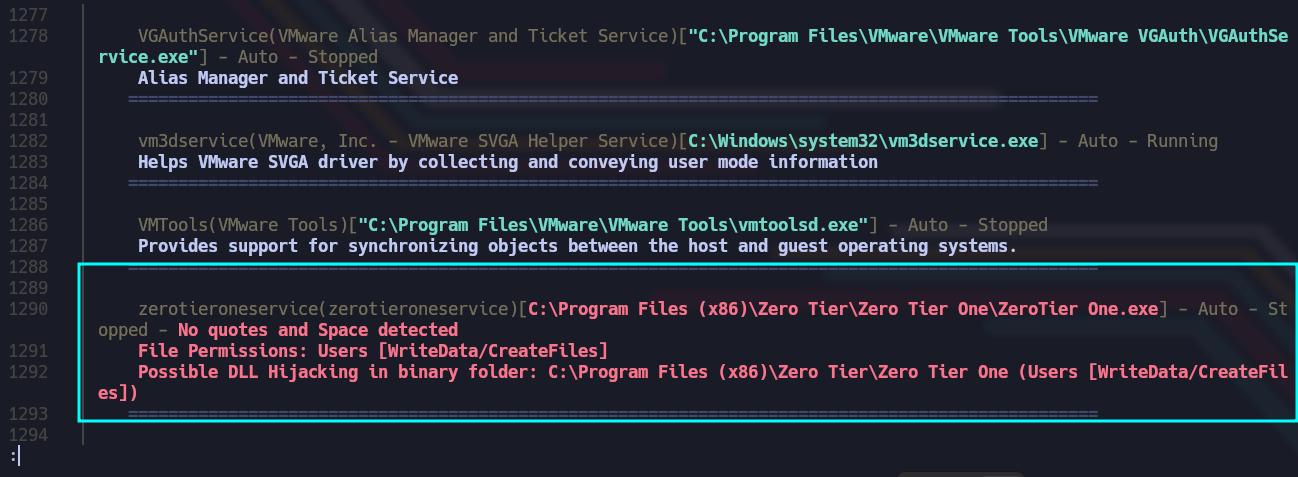 1277
1278 VGAuthService(VMware Alias Manager and Ticket Service)["C:\Program Files\VMware\VMware Tools\VMware VGAuth\VGAuthSe
rvice.exe"] - Auto - Stopped
1279 Alias Manager and Ticket Service
1280 =================================================================================================
1281
1282 vm3dservice(VMware, Inc. - VMware SVGA Helper Service)[C:\Windows\system32\vm3dservice.exe] - Auto - Running
1283 Helps VMware SVGA driver by collecting and conveying user mode information
1284 =================================================================================================
1285
1286 VMTools(VMware Tools)["C:\Program Files\VMware\VMware Tools\vmtoolsd.exe"] - Auto - Stopped
1287 Provides support for synchronizing objects between the host and guest operating systems.
1288 =================================================================================================
1289
1290 zerotieroneservice(zerotieroneservice)[C:\Program Files (x86)\Zero Tier\Zero Tier One\ZeroTier One.exe] - Auto - St
opped - No quotes and Space detected
1291 File Permissions: Users [WriteData/CreateFiles]
1292 Possible DLL Hijacking in binary folder: C:\Program Files (x86)\Zero Tier\Zero Tier One (Users [WriteData/CreateFil
es])
1293 =================================================================================================
1294
: